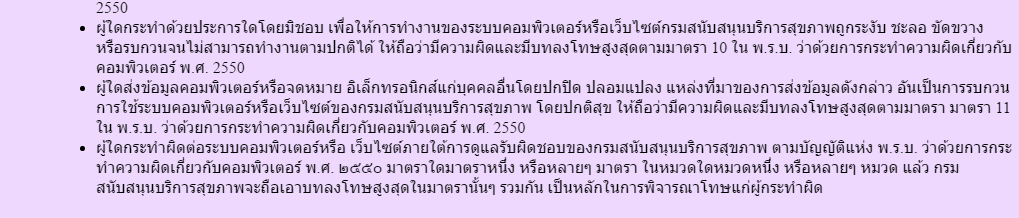 2550
ผู้ใดกระทำด้วยประการใดโดยมิชอบ เพื่อให้การทำงานของระบบคอมพิวเตอร์หรือเว็บไซต์กรมสนับสนุนบริการสุขภาพถูกระงับ ชะลอ ขัดขวาง
หรือรบกวนจนไม่สามารถทำงานตามปกติได้ ให้ถือว่ามีความผิดและมีบทลงโทษสูงสุดตามมาตรา 10 ใน พ.ร.บ. ว่าด้วยการกระทำความผิดเกี่ยวกับ
คอมพิวเตอร์ พ.ศ. 2550
ผู้ใดส่งข้อมูลคอมพิวเตอร์หรือจดหมาย อิเล็กทรอนิกส์แก่บุคคลอื่นโดยปกปิด ปลอมแปลง แหล่งที่มาของการส่งข้อมูลดังกล่าว อันเป็นการรบกวน
การใช้ระบบคอมพิวเตอร์หรือเว็บไซต์ของกรมสนับสนุนบริการสุขภาพ โดยปกติสุข ให้ถือว่ามีความผิดและมีบทลงโทษสูงสุดตามมาตรา มาตรา 11
ใน พ.ร.บ. ว่าด้วยการกระทำความผิดเกี่ยวกับคอมพิวเตอร์ พ.ศ. 2550
ผู้ใดกระทำผิดต่อระบบคอมพิวเตอร์หรือ เว็บไซต์ภายใต้การดูแลรับผิดชอบของกรมสนับสนุนบริการสุขภาพ ตามบัญญัติแห่ง พ.ร.บ. ว่าด้วยการกระ
ทำความผิดเกี่ยวกับคอมพิวเตอร์ พ.ศ. ๒๕๕๐ มาตราใดมาตราหนึ่ง หรือหลายๆ มาตรา ในหมวดใดหมวดหนึ่ง หรือหลายๆ หมวด แล้ว กรม
สนับสนุนบริการสุขภาพจะถือเอาบทลงโทษสูงสุดในมาตรานั้นๆ รวมกัน เป็นหลักในการพิจารณาโทษแก่ผู้กระทำผิด